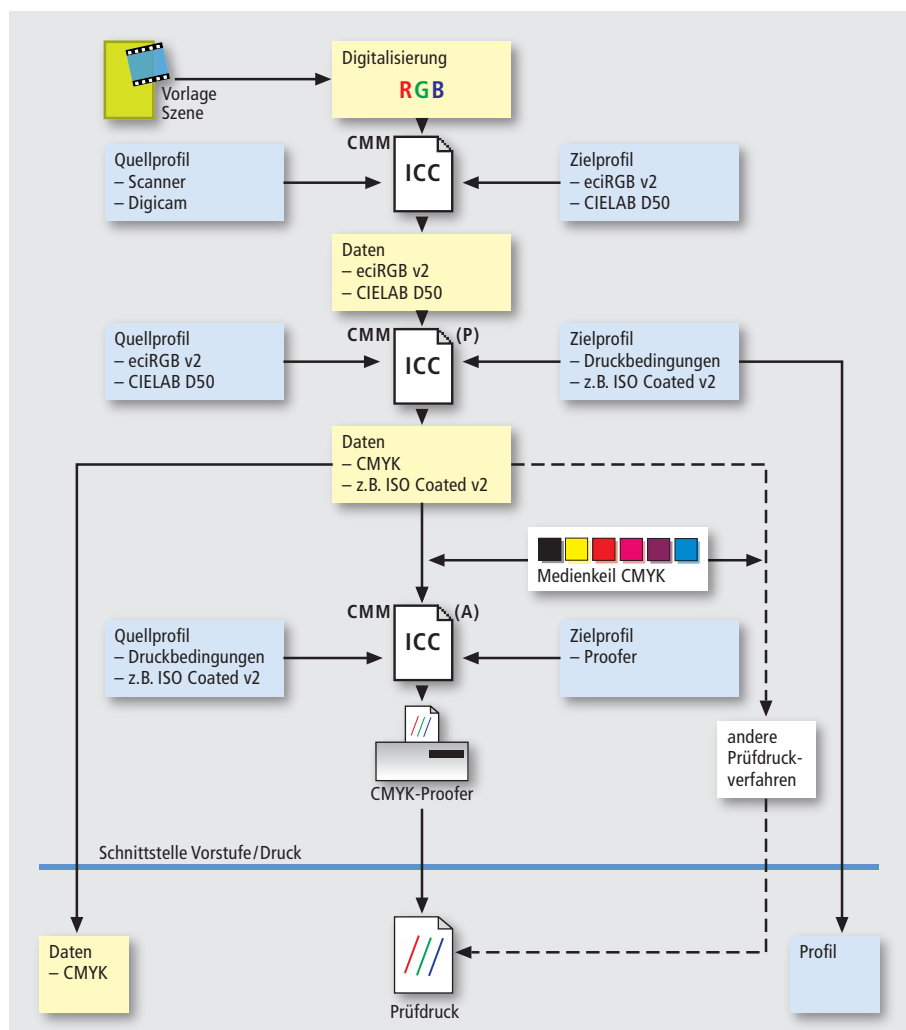 Digitalisierung
RGB
Vorlage
Szene
CMM
ICC
Quellprofil
– Scanner
– Digicam
Zielprofil
– eciRGB v2
– CIELAB D50
Daten
– eciRGB v2
– CIELAB D50
CMM
(P)
ICC
Quellprofil
– eciRGB v2
– CIELAB D50
Zielprofil
– Druckbedingungen
– z.B. ISO Coated v2
Daten
– CMYK
– z.B. ISO Coated v2
Medienkeil CMYK
CMM
(A)
ICC
Quellprofil
– Druckbedingungen
– z.B. ISO Coated v2
Zielprofil
– Proofer
andere
Prüfdruck-
verfahren
CMYK-Proofer
Schnittstelle Vorstufe/Druck
Daten
– CMYK
Prüfdruck
Profil